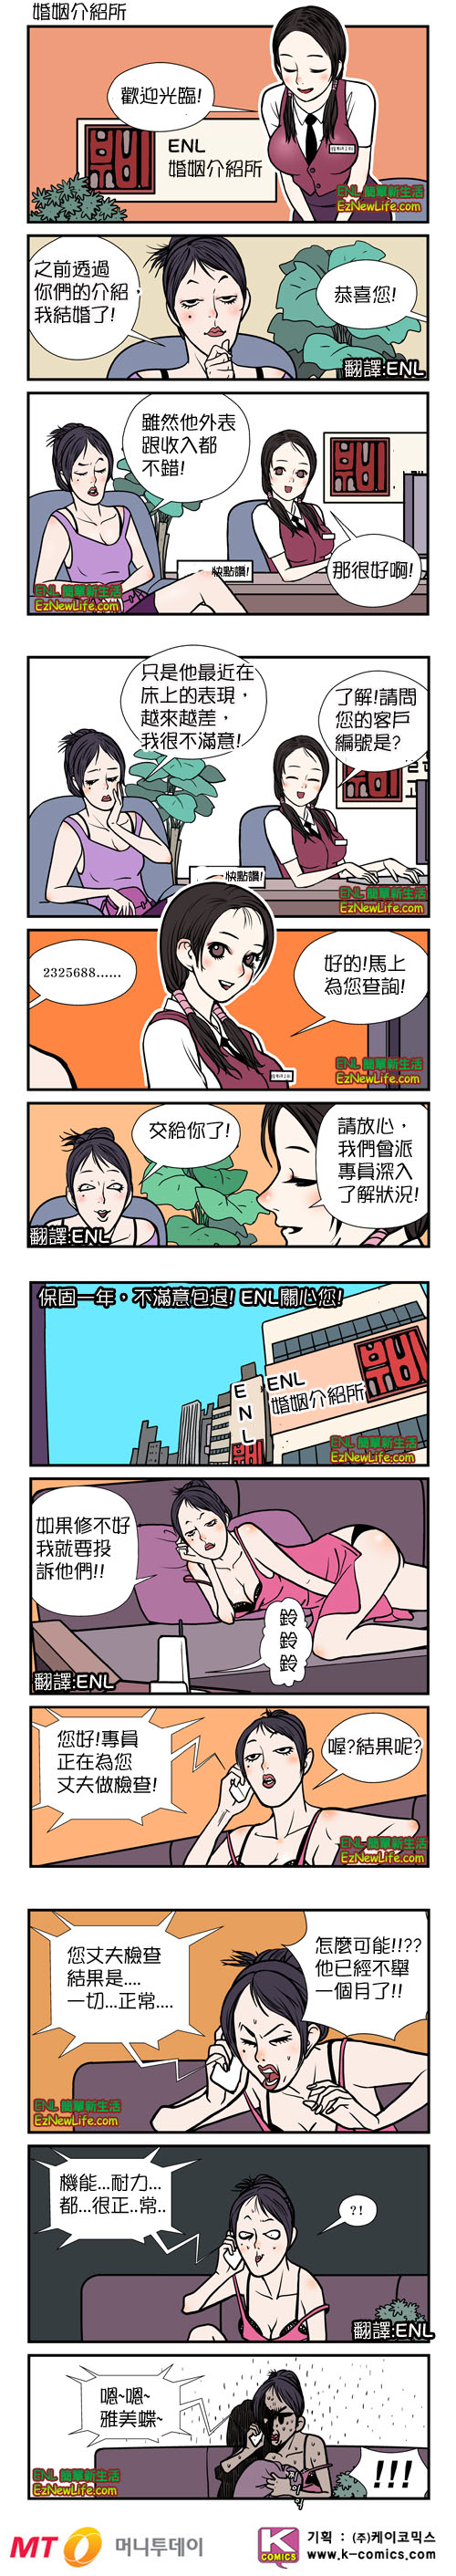 婚姻介紹所
歡迎光臨!
ENL
婚姻介紹所
ENL 簡單新生活
EzNewLife.com
之前透過
你們的介紹,
我結婚了!
恭喜您!
翻譯:ENL
雖然他外表
跟收入都
不錯!
快點讚!
那很好啊!
ENL 簡單新生活
EzNewLife.com
只是他最近在
床上的表現,
越來越差,
我很不滿意!
了解!請問
您的客戶
編號是?
快點讚!
ENL 簡單新生活
EzNewLife.com
2325688......
好的!馬上
為您查詢!
ENL 簡單新生活
EzNewLife.com
交給你了!
請放心,
我們會派
專員深入
了解狀況!
翻譯:ENL
保固一年,不滿意包退! ENL關心您!
ENL
ENL
婚姻介紹所
ENL 簡單新生活
EzNewLife.com
如果修不好
我就要投
訴他們!!
鈴
鈴
鈴
翻譯:ENL
您好!專員
正在為您
丈夫做檢查!
喔?結果呢?
ENL 簡單新生活
EzNewLife.com
您丈夫檢查
結果是....
一切...正常....
怎麼可能!!??
他已經不舉
一個月了!!
ENL 簡單新生活
EzNewLife.com
機能...耐力...
都...很正..常..
?!
翻譯:ENL
嗯~嗯~
雅美蝶~
!!!
ENL 簡單新生活
EzNewLife.com
MT 머니투데이
K COMICS
기획 : (주)케이코믹스
www.k-comics.com